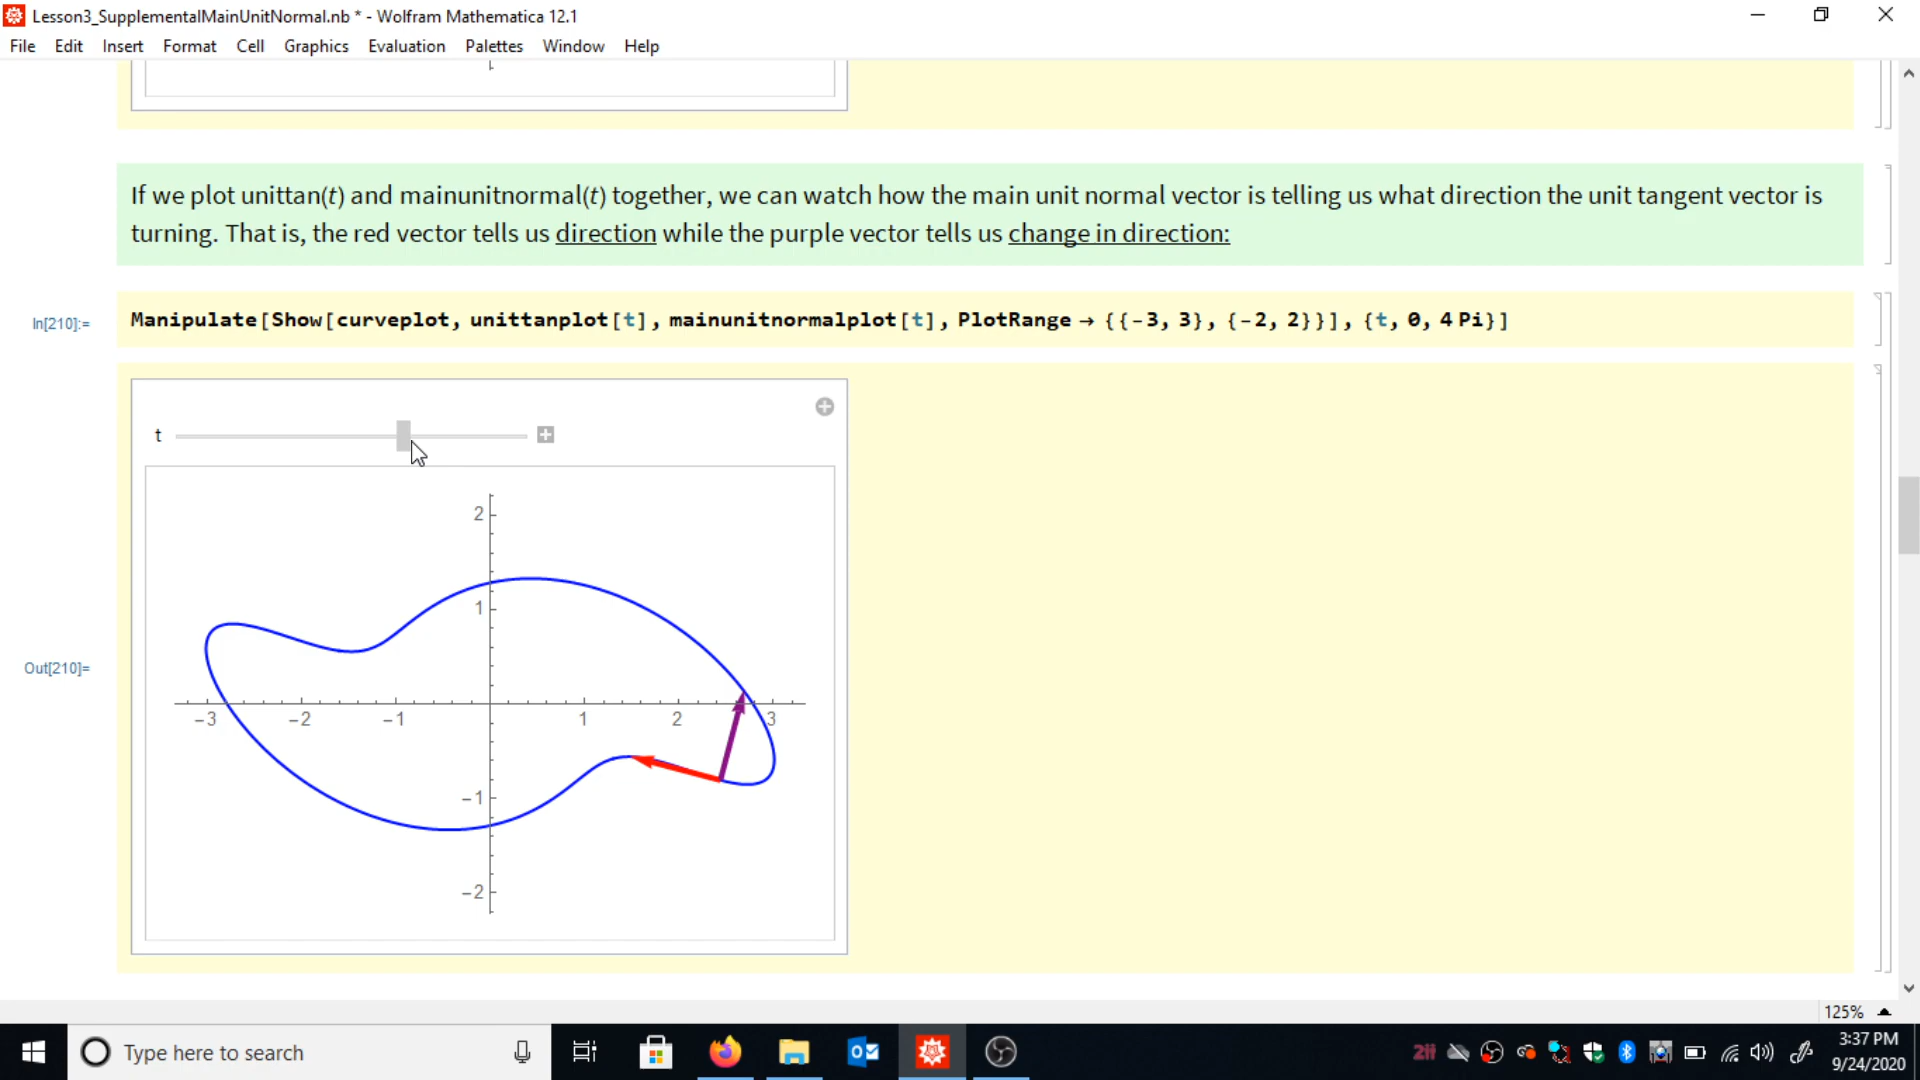 Lesson3_SupplementalMainUnitNormal.nb * - Wolfram Mathematica 12.1
File Edit Insert Format Cell Graphics Evaluation Palettes Window Help
If we plot unittan(t) and mainunitnormal(t) together, we can watch how the main unit normal vector is telling us what direction the unit tangent vector is
turning. That is, the red vector tells us direction while the purple vector tells us change in direction:
In[210]:= Manipulate[Show[curveplot, unittanplot[t], mainunitnormalplot[t], PlotRange → {{-3, 3}, {-2, 2}}], {t, 0, 4 Pi}]
t
2
1
Out[210]=
-3 -2 -1 1 2 3
-1
-2
125%
Type here to search
3:37 PM
9/24/2020